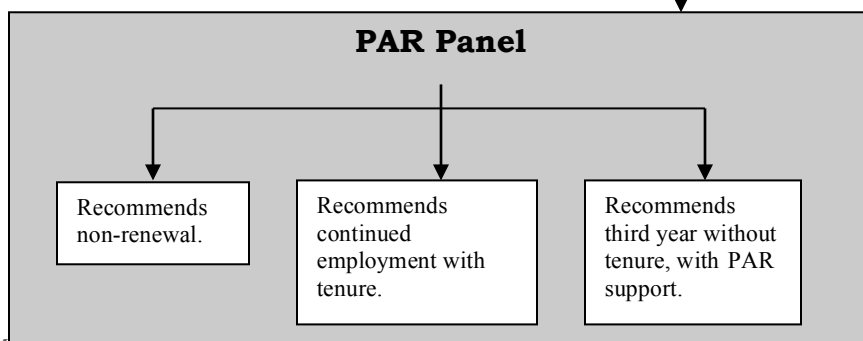 PAR Panel
Recommends
non-renewal.
Recommends
continued
employment with
tenure.
Recommends
third year without
tenure, with PAR
support.